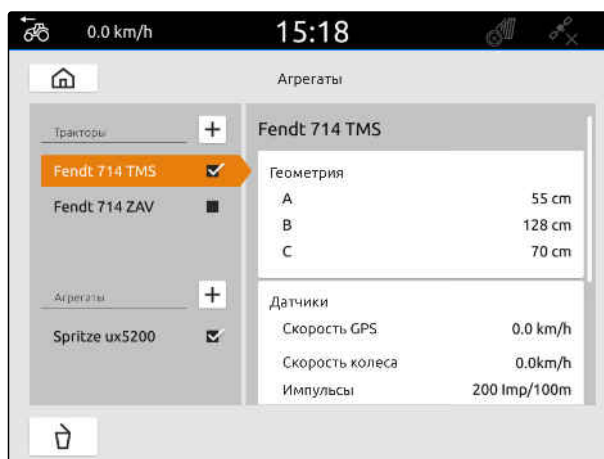 0.0 km/h 15:18
Агрегаты
Тракторы
Fendt 714 TMS
Fendt 714 ZAV
Агрегаты
Spritze ux5200
Fendt 714 TMS
Геометрия
A 55 cm
B 128 cm
C 70 cm
Датчики
Скорость GPS 0.0 km/h
Скорость колеса 0.0km/h
Импульсы 200 Imp/100m